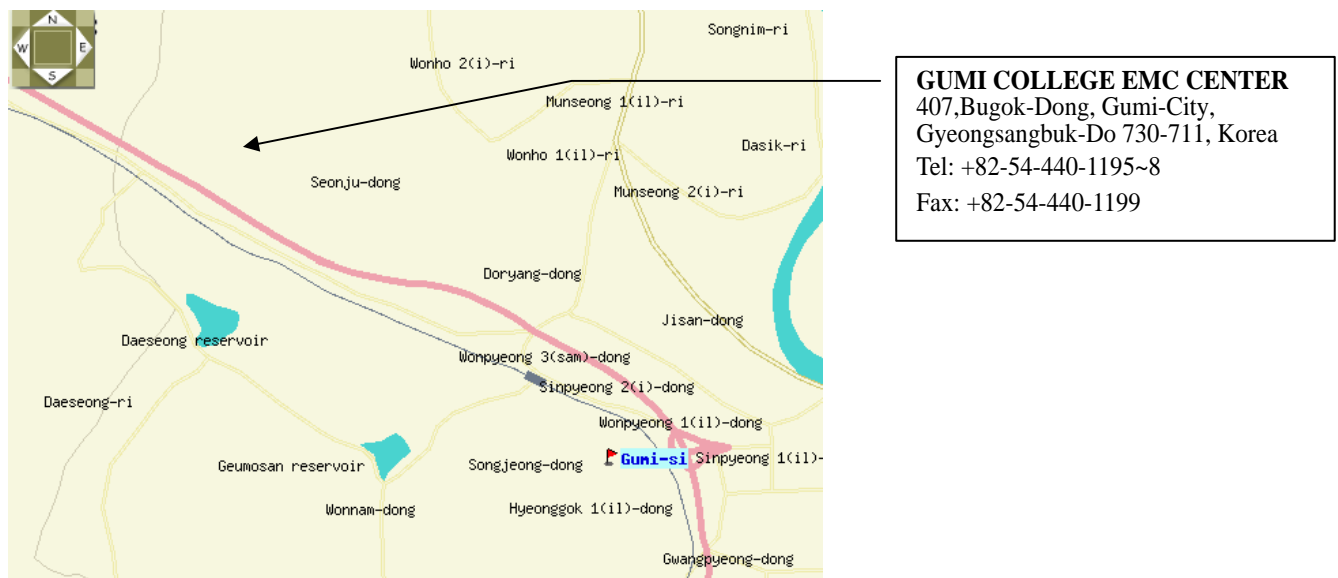 N
W E
S
Songnim-ri
Wonho 2(i)-ri
Munseong 1(il)-ri
Dasik-ri
Wonho 1(il)-ri
Seonju-dong
Munseong 2(i)-ri
Doryang-dong
Jisan-dong
Daeseong reservoir
Wonpyeong 3(sam)-dong
Sinpyeong 2(i)-dong
Daeseong-ri
Wonpyeong 1(il)-dong
Geumosan reservoir
Songjeong-dong
Gumi-si
Sinpyeong 1(il)-
Wonnam-dong
Hyeonggok 1(il)-dong
Gwangpyeong-dong
GUMI COLLEGE EMC CENTER
407,Bugok-Dong, Gumi-City,
Gyeongsangbuk-Do 730-711, Korea
Tel: +82-54-440-1195~8
Fax: +82-54-440-1199